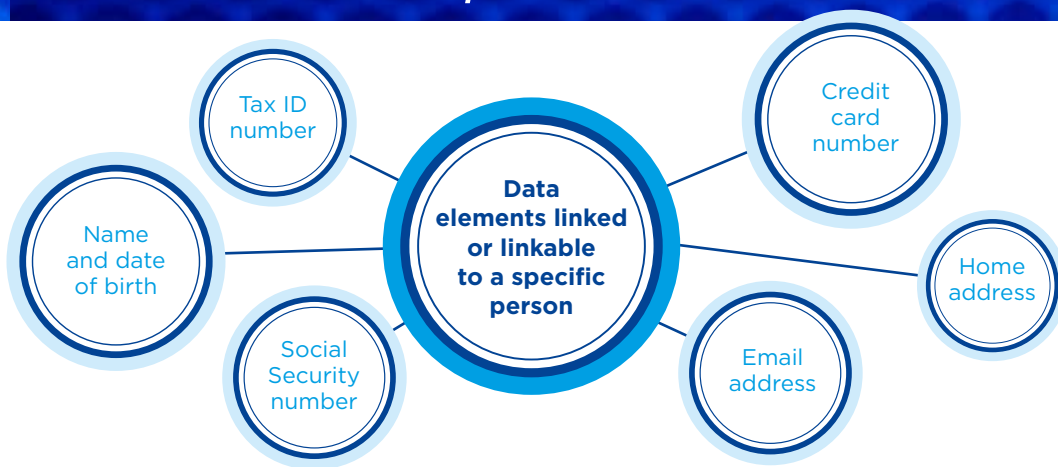 Tax ID
number
Credit
card
number
Name
and date
of birth
Data
elements linked
or linkable
to a specific
person
Home
address
Social
Security
number
Email
address